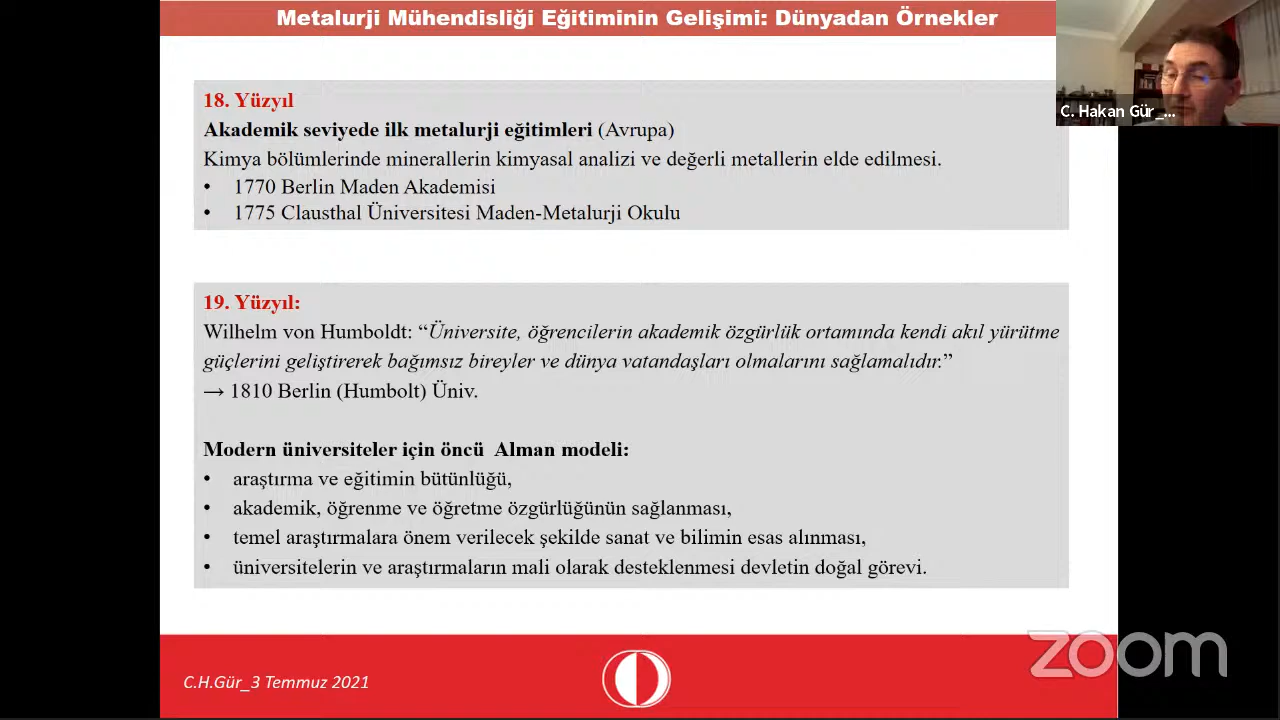 Metalurji Mühendisliği Eğitiminin Gelişimi: Dünyadan Örnekler
C. Hakan Gür_...
18. Yüzyıl
Akademik seviyede ilk metalurji eğitimleri (Avrupa)
Kimya bölümlerinde minerallerin kimyasal analizi ve değerli metallerin elde edilmesi.
• 1770 Berlin Maden Akademisi
• 1775 Clausthal Üniversitesi Maden-Metalurji Okulu
19. Yüzyıl:
Wilhelm von Humboldt: “Üniversite, öğrencilerin akademik özgürlük ortamında kendi akıl yürütme
güçlerini geliştirerek bağımsız bireyler ve dünya vatandaşları olmalarını sağlamalıdır.”
→ 1810 Berlin (Humbolt) Üniv.
Modern üniversiteler için öncü Alman modeli:
• araştırma ve eğitimin bütünlüğü,
• akademik, öğrenme ve öğretme özgürlüğünün sağlanması,
• temel araştırmalara önem verilecek şekilde sanat ve bilimin esas alınması,
• üniversitelerin ve araştırmaların mali olarak desteklenmesi devletin doğal görevi.
zoom
C.H.Gür_3 Temmuz 2021